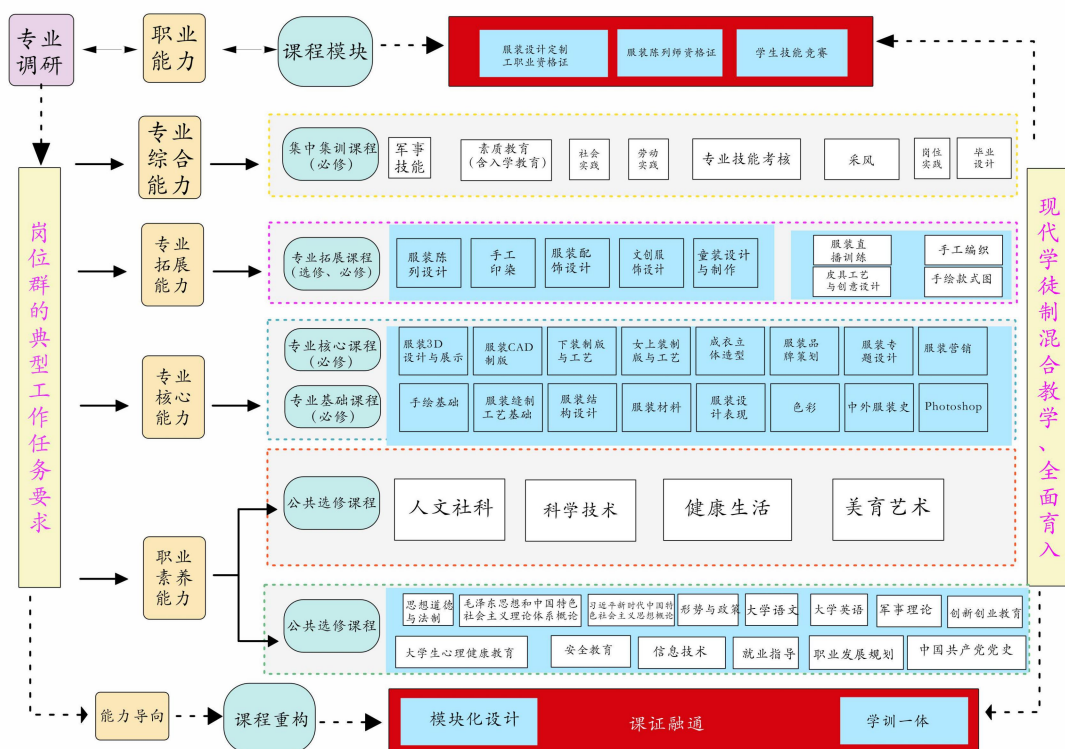 专业
调研
职业
能力
课程模块
服装设计定制
工职业资格证
服装陈列师资格证
学生技能竞赛
专业
综合
能力
集中集训课程
(必修)
军事
技能
素质教育
(含入学教育)
社会
实践
劳动
实践
专业技能考核
采风
岗位
实践
毕业
设计
岗位群的典型工作任务要求
现代学徒制混合教学、全面育入
专业
拓展
能力
专业拓展课程
(选修、必修)
服装陈
列设计
手工
印染
服装配
饰设计
文创服
饰设计
童装设计
与制作
服装直
播训练
手工编织
皮具工艺
与创意设计
手绘款式图
专业
核心
能力
专业核心课程
(必修)
服装3D
设计与展示
服装CAD
制版
下装制版
与工艺
女上装制
版与工艺
成衣立
体造型
服装品
牌策划
服装专
题设计
服装营销
专业基础课程
(必修)
手绘基础
服装缝制
工艺基础
服装结
构设计
服装材料
服装设
计表现
色彩
中外服装史
Photoshop
职业
素养
能力
公共选修课程
人文社科
科学技术
健康生活
美育艺术
公共选修课程
思想道德
与法制
毛泽东思想和中国特色
社会主义理论体系概论
习近平新时代中国特
色社会主义思想概论
形势与政策
大学语文
大学英语
军事理论
创新创业教育
大学生心理健康教育
安全教育
信息技术
就业指导
职业发展规划
中国共产党党史
能力导向
课程重构
模块化设计
课证融通
学训一体